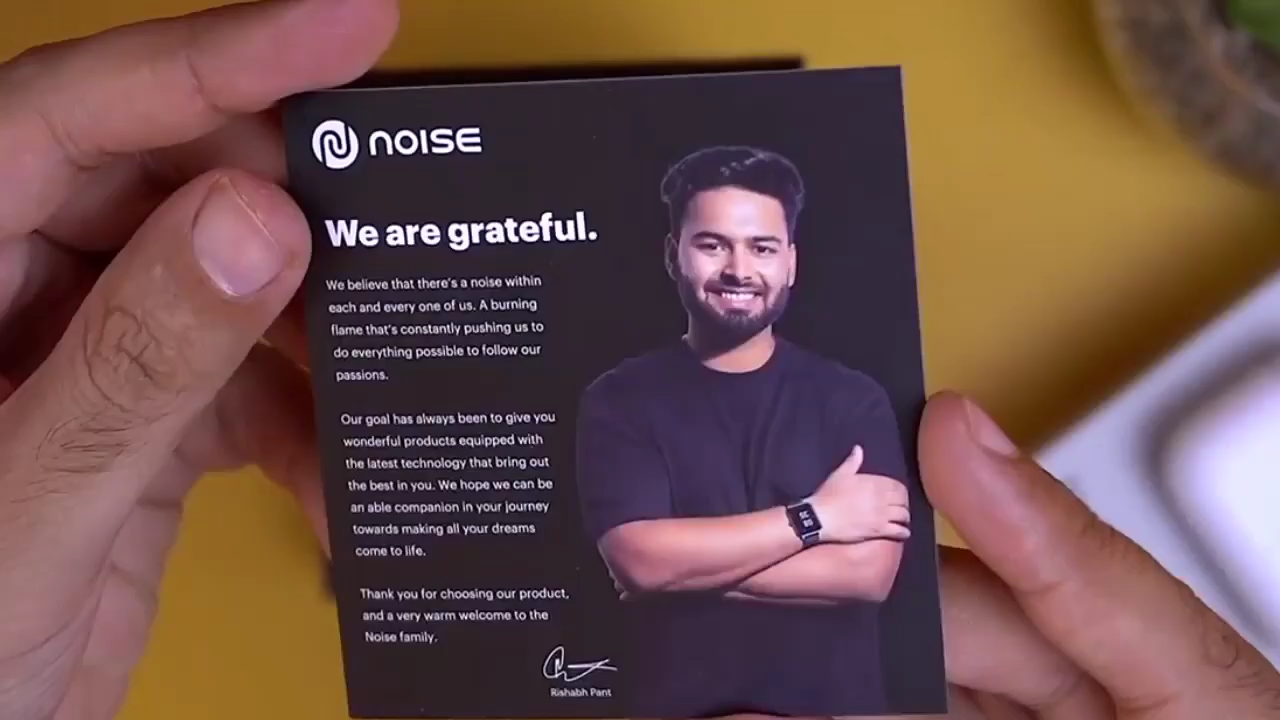 NOISE
We are grateful.
We believe that there's a noise within
each and every one of us. A burning
flame that's constantly pushing us to
do everything possible to follow our
passions.
Our goal has always been to give you
wonderful products equipped with
the latest technology that bring out
the best in you. We hope we can be
an able companion in your journey
towards making all your dreams
come to life.
Thank you for choosing our product,
and a very warm welcome to the
Noise family.
Rishabh Pant